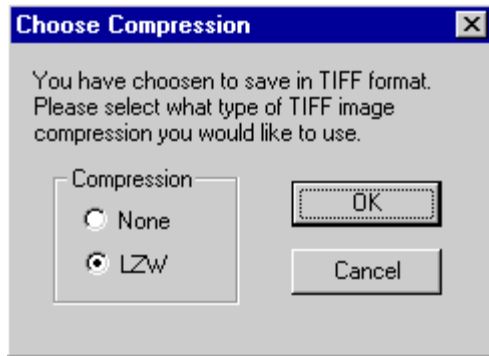 Choose Compression
You have choosen to save in TIFF format.
Please select what type of TIFF image
compression you would like to use.
Compression
None
LZW
OK
Cancel